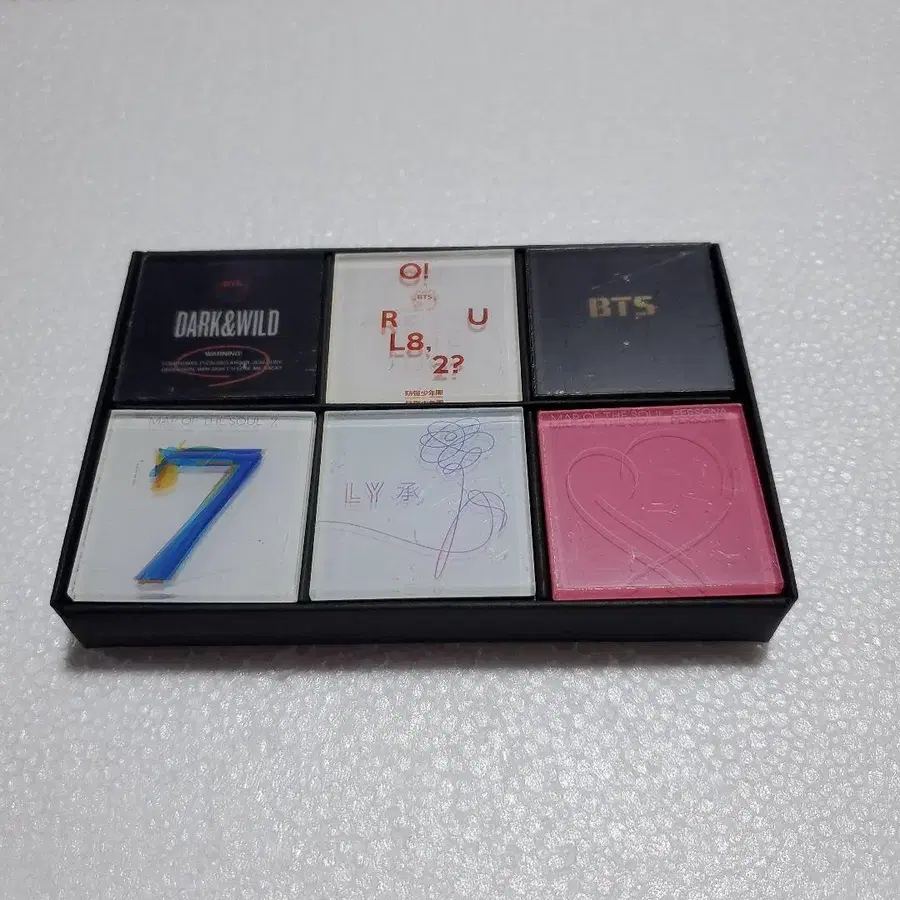 DARK&WILD
WARNING:
O!
BTS
R U
L8,
2?
防弾少年團
BTS
MAP OF THE SOUL 7
7
LY 承
MAP OF THE SOUL PERSONA